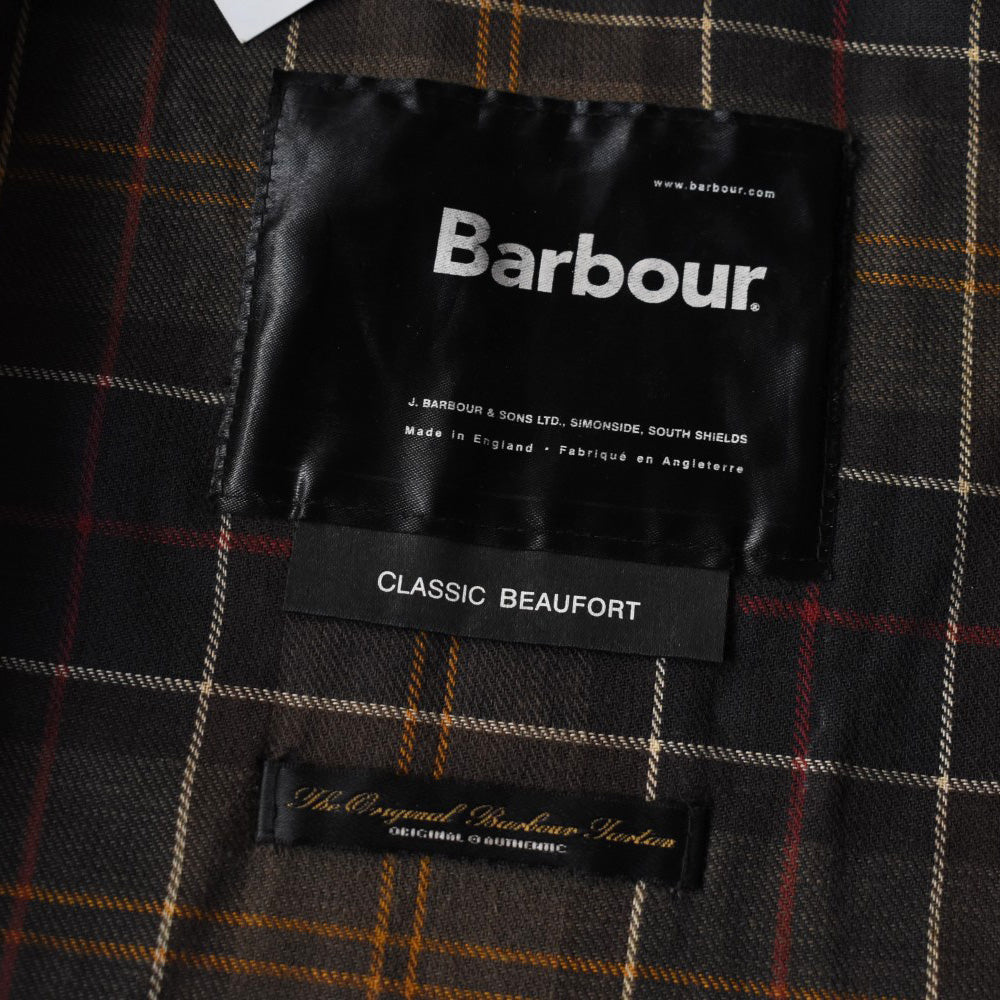 www.barbour.com
Barbour®
J. BARBOUR & SONS LTD., SIMONSIDE, SOUTH SHIELDS
Made in England • Fabriqué en Angleterre
CLASSIC BEAUFORT
The Original Barbour Tartan
ORIGINAL & AUTHENTIC